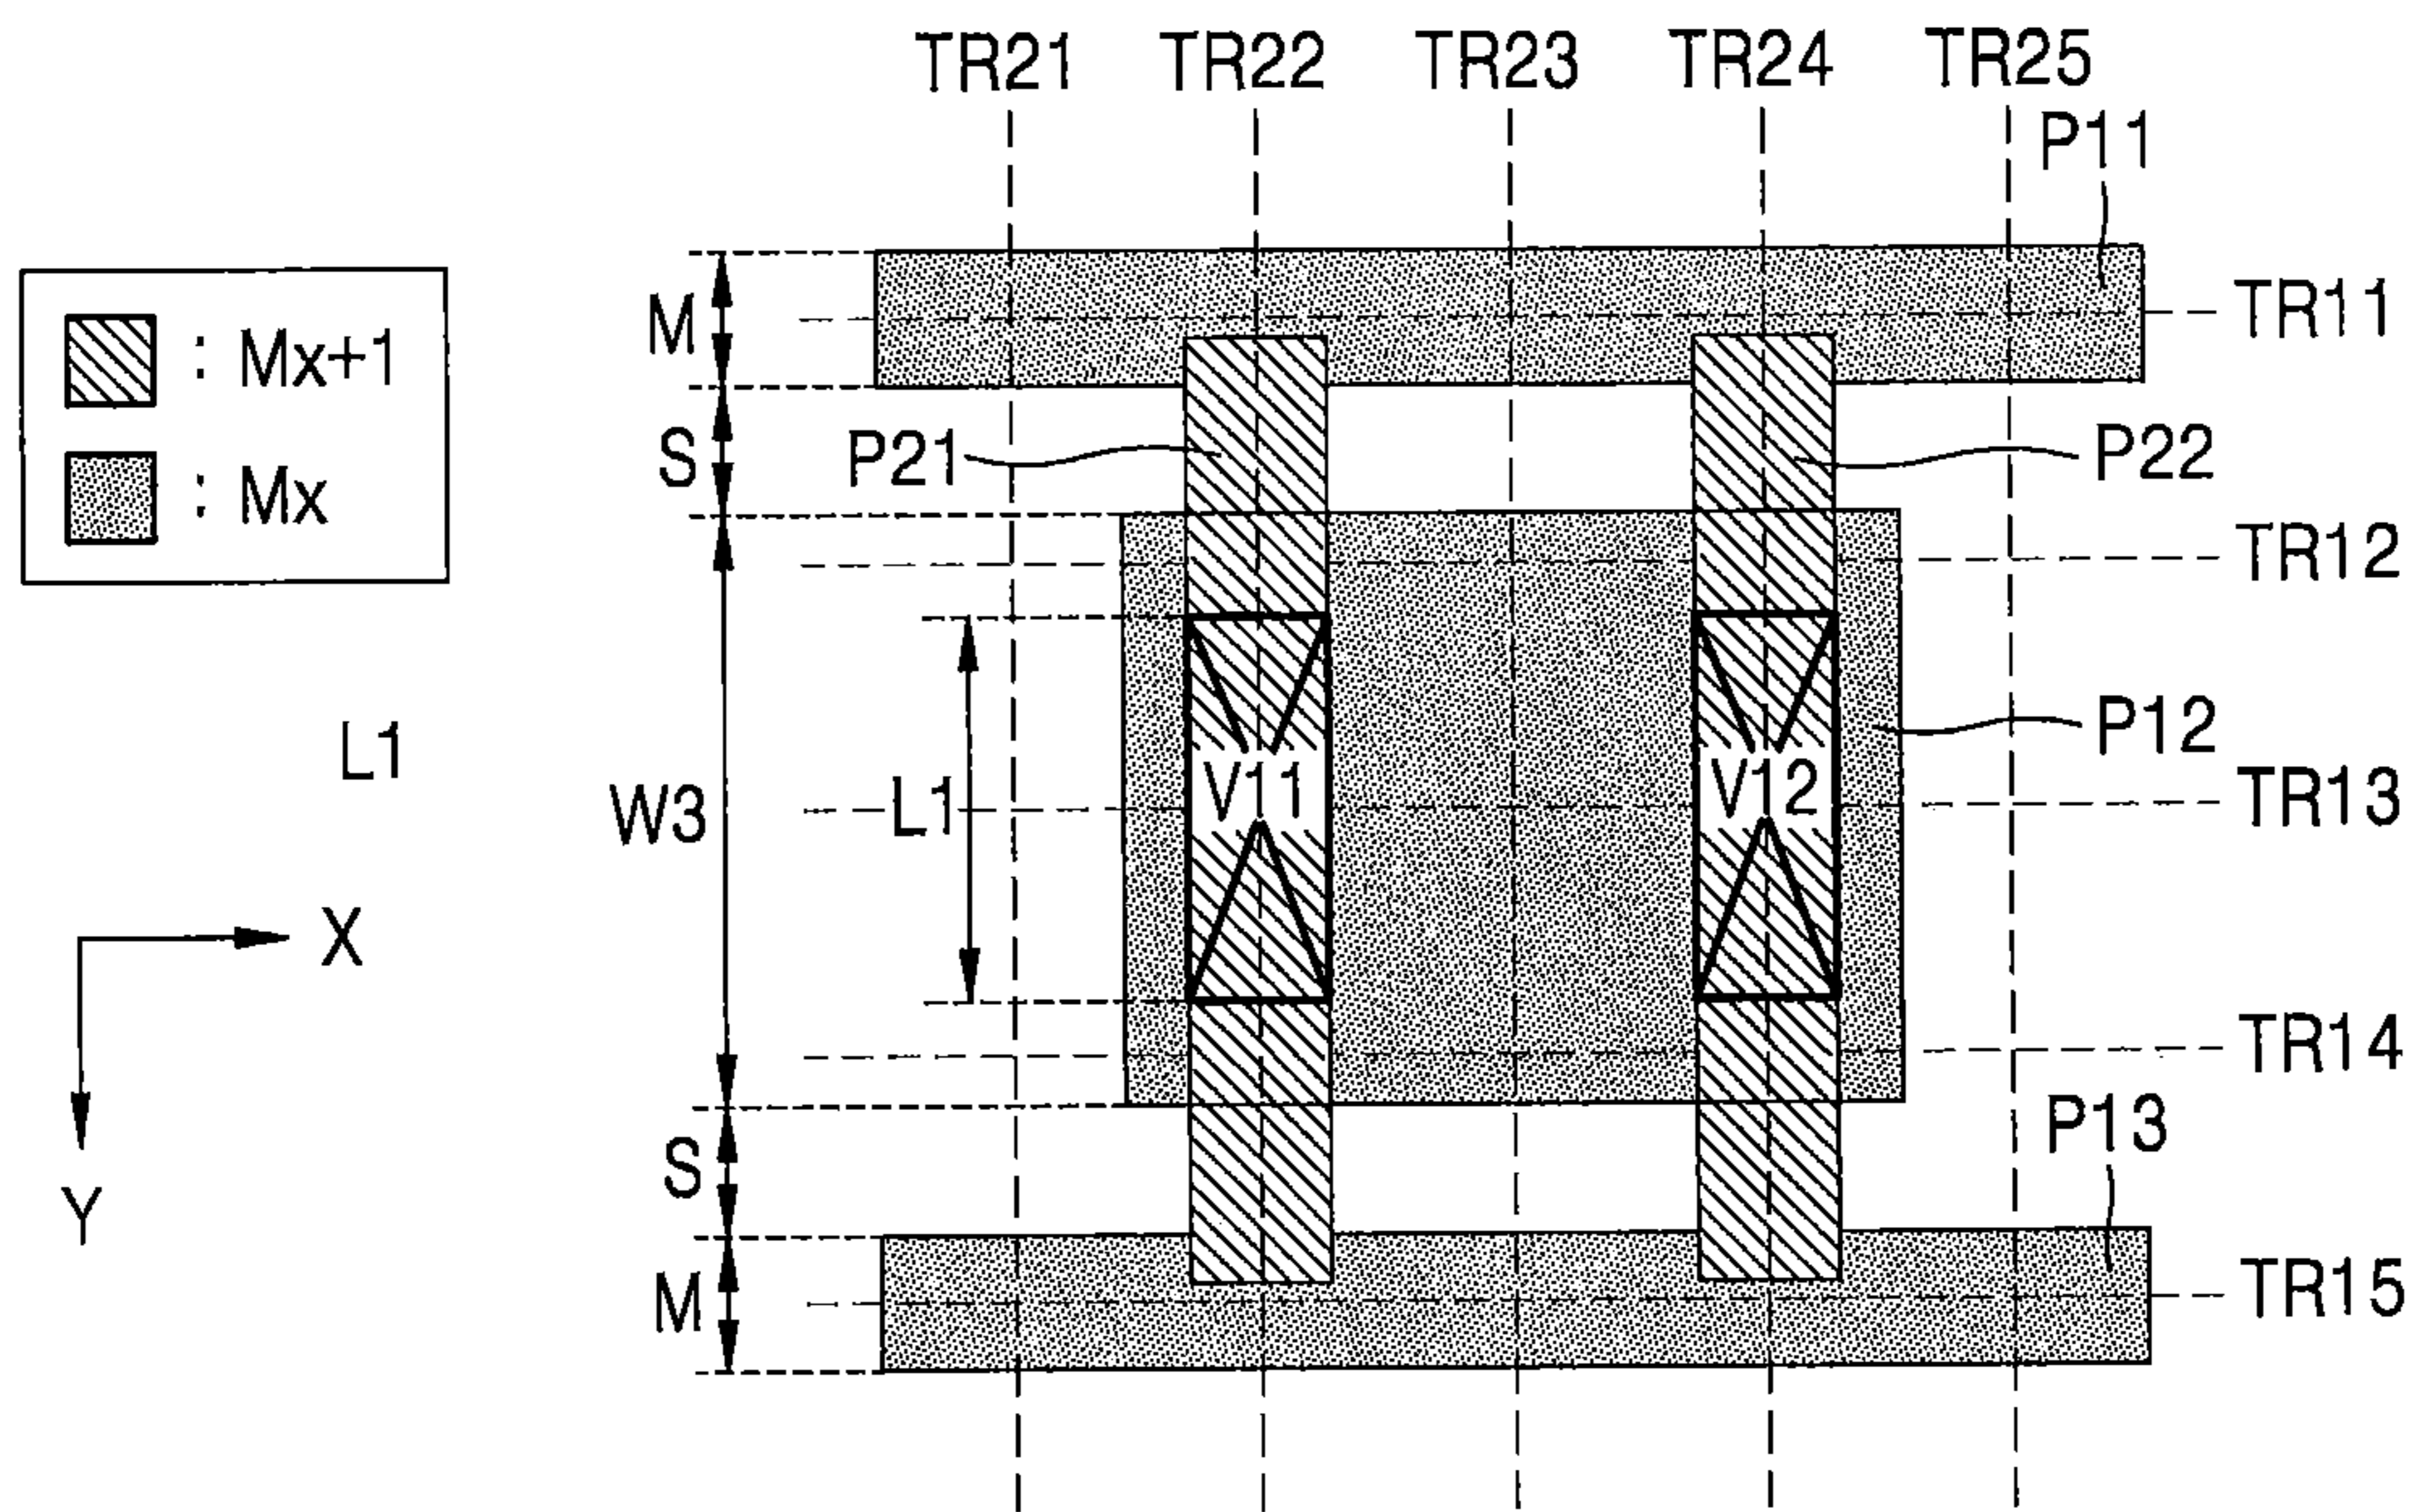 TR21 TR22 TR23 TR24 TR25
P11
: Mx+1
: Mx
M
TR11
S
P21
P22
TR12
L1
W3
L1
V11
V12
P12
TR13
X
Y
TR14
S
P13
M
TR15